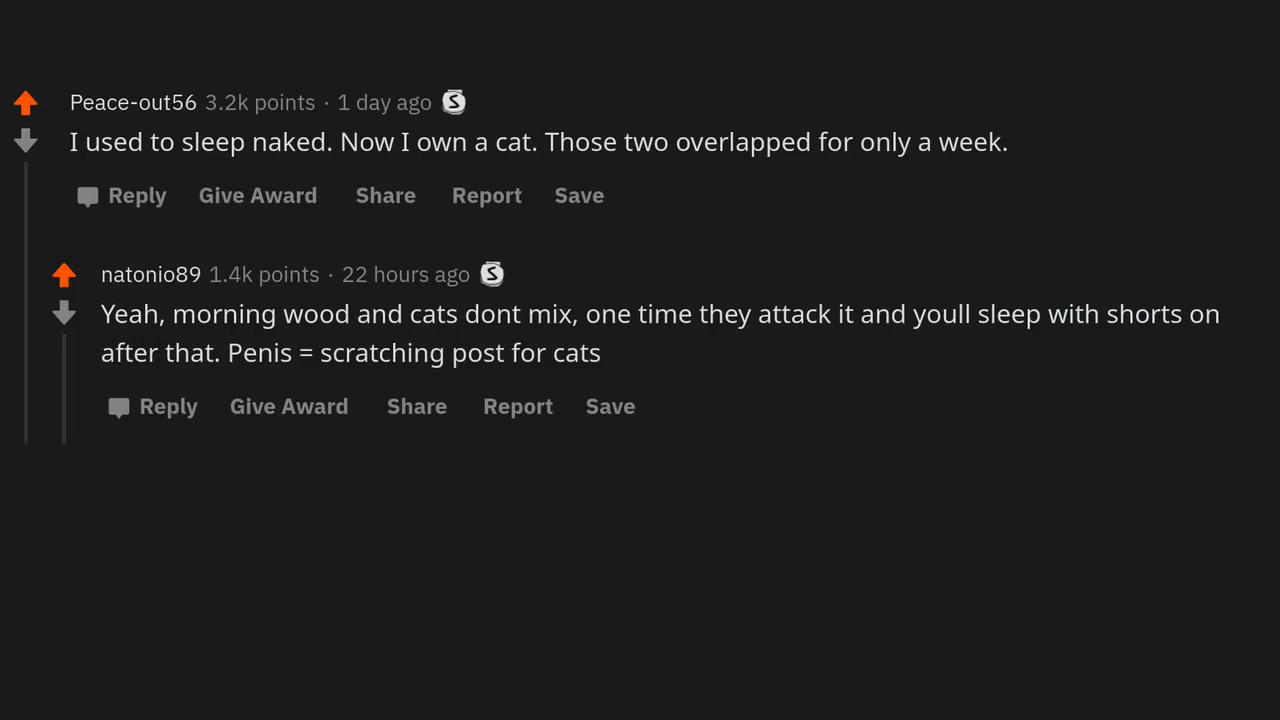 Peace-out56 3.2k points · 1 day ago S
I used to sleep naked. Now I own a cat. Those two overlapped for only a week.
Reply Give Award Share Report Save
natonio89 1.4k points · 22 hours ago S
Yeah, morning wood and cats dont mix, one time they attack it and youll sleep with shorts on
after that. Penis = scratching post for cats
Reply Give Award Share Report Save